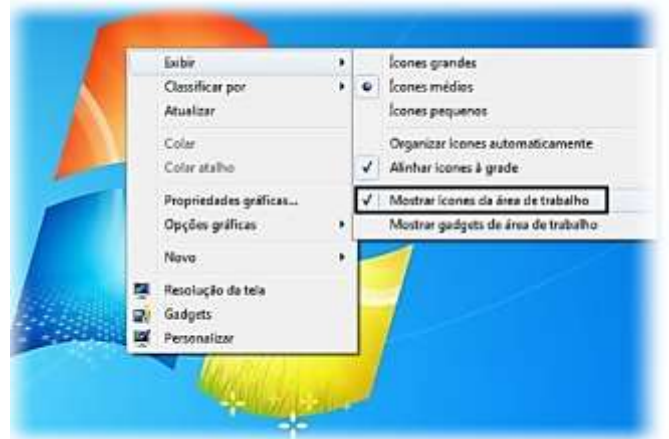 Exibir
Classificar por
Atualizar
Colar
Colar atalho
Propriedades gráficas...
Opções gráficas
Novo
Resolução da tela
Gadgets
Personalizar
Ícones grandes
Ícones médios
Ícones pequenos
Organizar ícones automaticamente
Alinhar ícones à grade
Mostrar ícones da área de trabalho
Mostrar gadgets de área de trabalho